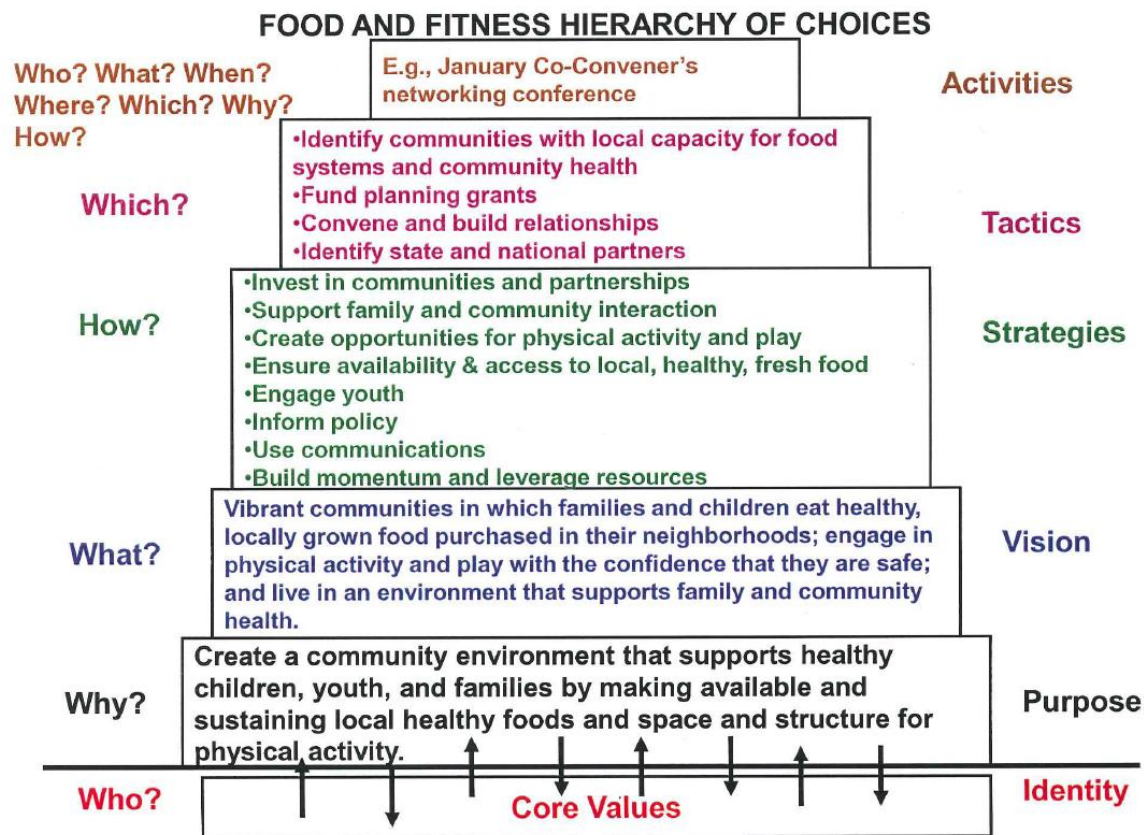 FOOD AND FITNESS HIERARCHY OF CHOICES
Who? What? When?
Where? Which? Why?
How?
E.g., January Co-Convener's
networking conference
Activities
Which?
•Identify communities with local capacity for food
systems and community health
•Fund planning grants
•Convene and build relationships
•Identify state and national partners
Tactics
How?
•Invest in communities and partnerships
•Support family and community interaction
•Create opportunities for physical activity and play
•Ensure availability & access to local, healthy, fresh food
•Engage youth
•Inform policy
•Use communications
•Build momentum and leverage resources
Strategies
What?
Vibrant communities in which families and children eat healthy,
locally grown food purchased in their neighborhoods; engage in
physical activity and play with the confidence that they are safe;
and live in an environment that supports family and community
health.
Vision
Why?
Create a community environment that supports healthy
children, youth, and families by making available and
sustaining local healthy foods and space and structure for
physical activity.
Purpose
Who?
Core Values
Identity